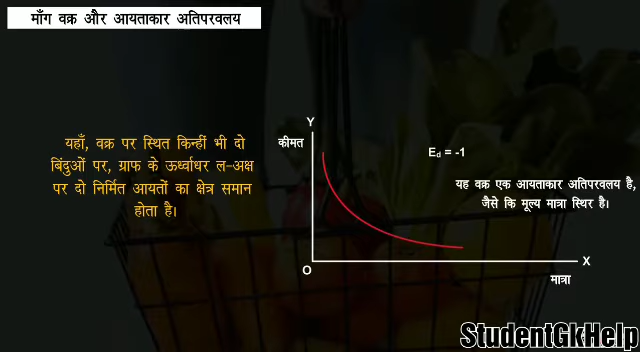 माँग वक्र और आयताकार अतिपरवलय
यहाँ, वक्र पर स्थित किन्हीं भी दो
बिंदुओं पर, ग्राफ के ऊर्ध्वाधर ल-अक्ष
पर दो निर्मित आयतों का क्षेत्र समान
होता है।
Y
कीमत
Ed = -1
यह वक्र एक आयताकार अतिपरवलय है,
जैसे कि मूल्य मात्रा स्थिर है।
O
X
मात्रा
StudentGkHelp